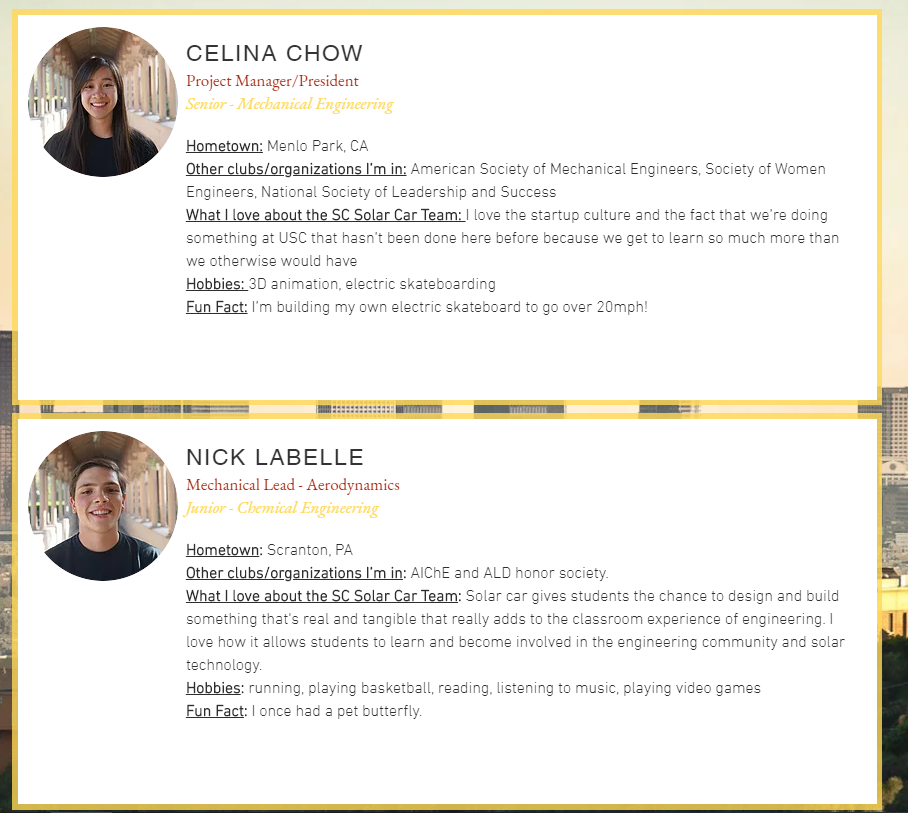 CELINA CHOW
Project Manager/President
Senior - Mechanical Engineering
Hometown: Menlo Park, CA
Other clubs/organizations I'm in: American Society of Mechanical Engineers, Society of Women
Engineers, National Society of Leadership and Success
What I love about the SC Solar Car Team: I love the startup culture and the fact that we're doing
something at USC that hasn't been done here before because we get to learn so much more than
we otherwise would have
Hobbies: 3D animation, electric skateboarding
Fun Fact: I'm building my own electric skateboard to go over 20mph!
NICK LABELLE
Mechanical Lead - Aerodynamics
Junior - Chemical Engineering
Hometown: Scranton, PA
Other clubs/organizations I'm in: AIChE and ALD honor society.
What I love about the SC Solar Car Team: Solar car gives students the chance to design and build
something that's real and tangible that really adds to the classroom experience of engineering. I
love how it allows students to learn and become involved in the engineering community and solar
technology.
Hobbies: running, playing basketball, reading, listening to music, playing video games
Fun Fact: I once had a pet butterfly.